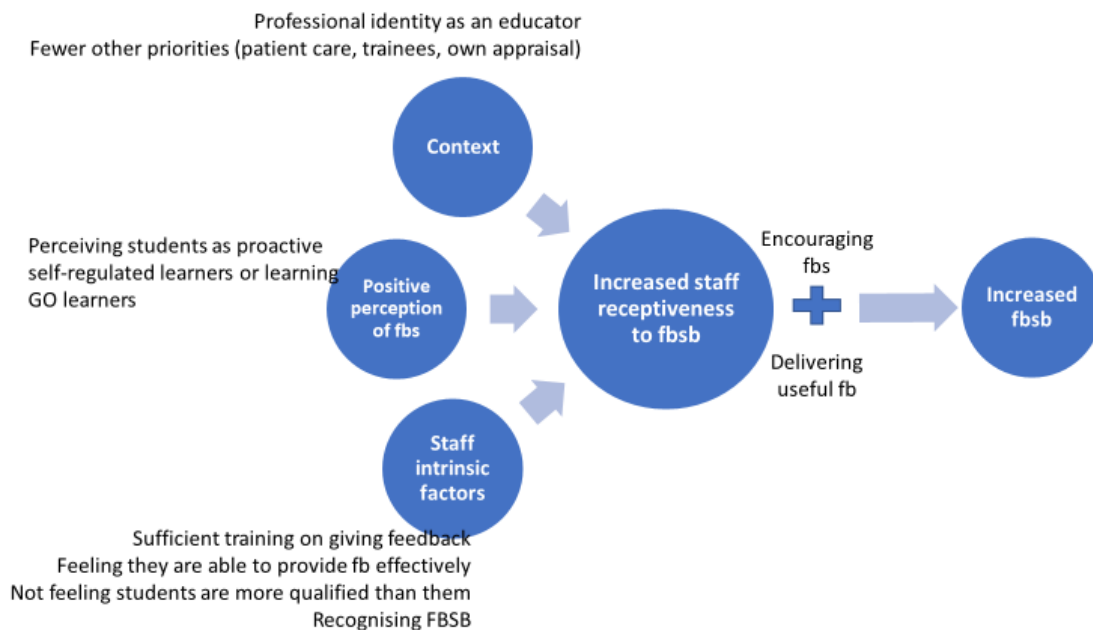 Professional identity as an educator
Fewer other priorities (patient care, trainees, own appraisal)
Context
Perceiving students as proactive
self-regulated learners or learning
GO learners
Positive
perception
of fbs
Staff
intrinsic
factors
Sufficient training on giving feedback
Feeling they are able to provide fb effectively
Not feeling students are more qualified than them
Recognising FBSB
Increased staff
receptiveness
to fbsb
Encouraging
fbs
Delivering
useful fb
Increased
fbsb